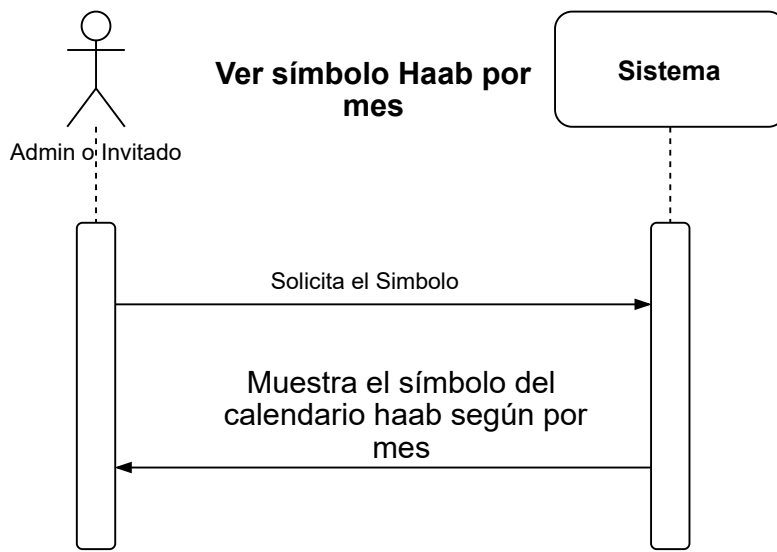 Ver símbolo Haab por
mes
Sistema
Admin o Invitado
Solicita el Simbolo
Muestra el símbolo del
calendario haab según por
mes